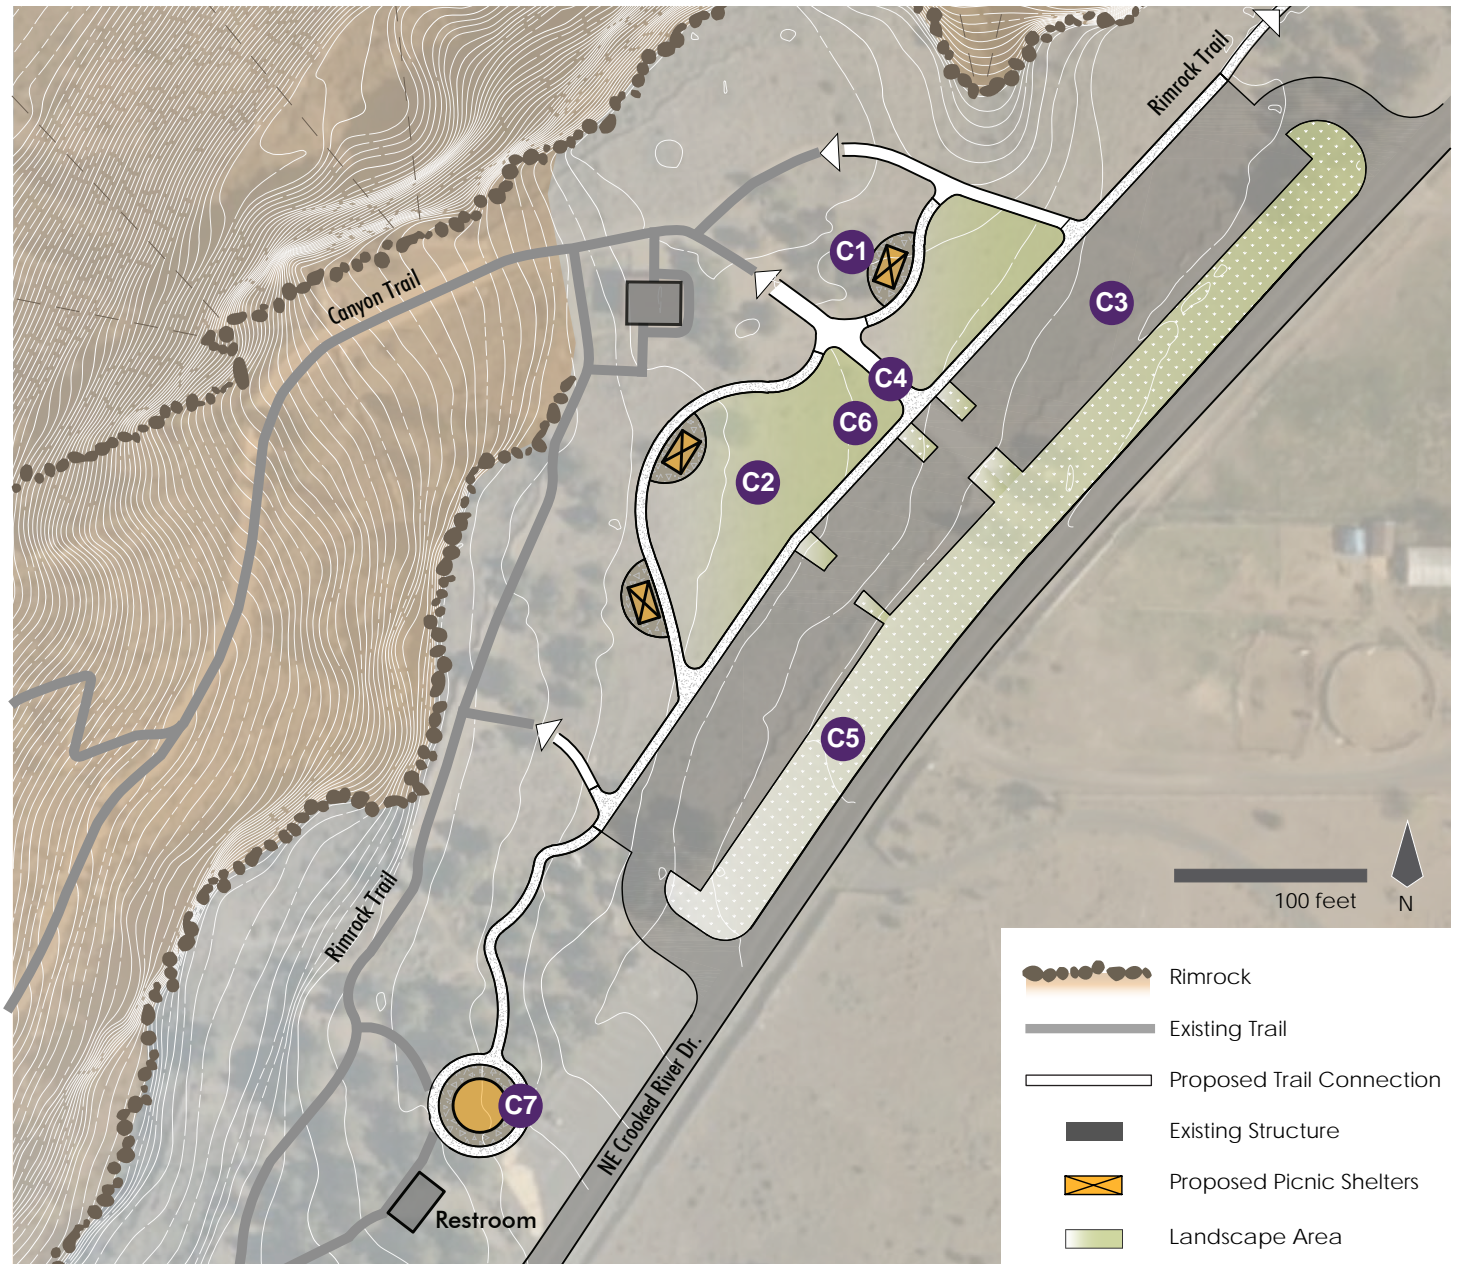 Rimrock Trail
C1
Canyon Trail
C3
C4
C6
C2
C5
100 feet
N
Rimrock Trail
Rimrock
Existing Trail
NE Crooked River Dr.
Proposed Trail Connection
C7
Existing Structure
Proposed Picnic Shelters
Restroom
Landscape Area